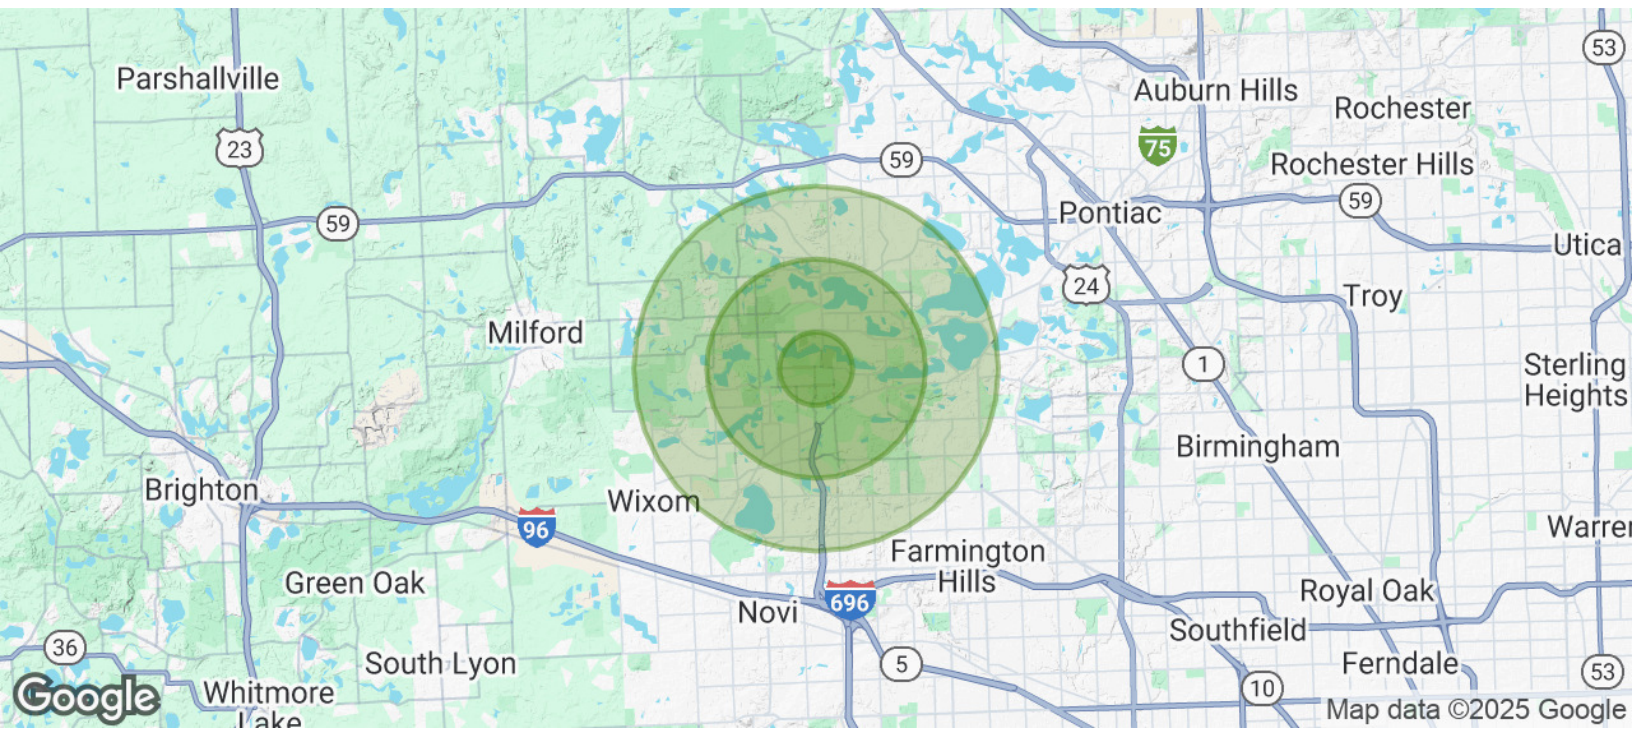 Parshallville
Auburn Hills
Rochester
53
23
75
59
Rochester Hills
59
59
Pontiac
Utica
24
Troy
Milford
1
Sterling
Heights
Birmingham
Brighton
Wixom
96
Warre
Farmington
Hills
Green Oak
696
Royal Oak
Novi
Southfield
36
South Lyon
5
Ferndale
53
10
Google
Whitmore
Lake
Map data ©2025 Google